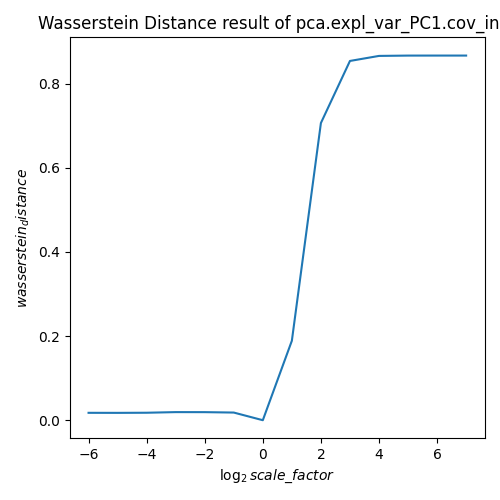 Wasserstein Distance result of pca.expl_var_PC1.cov_in
0.8
0.6
0.4
0.2
0.0
wasserstein_distance
−6 −4 −2 0 2 4 6
log₂ scale_factor